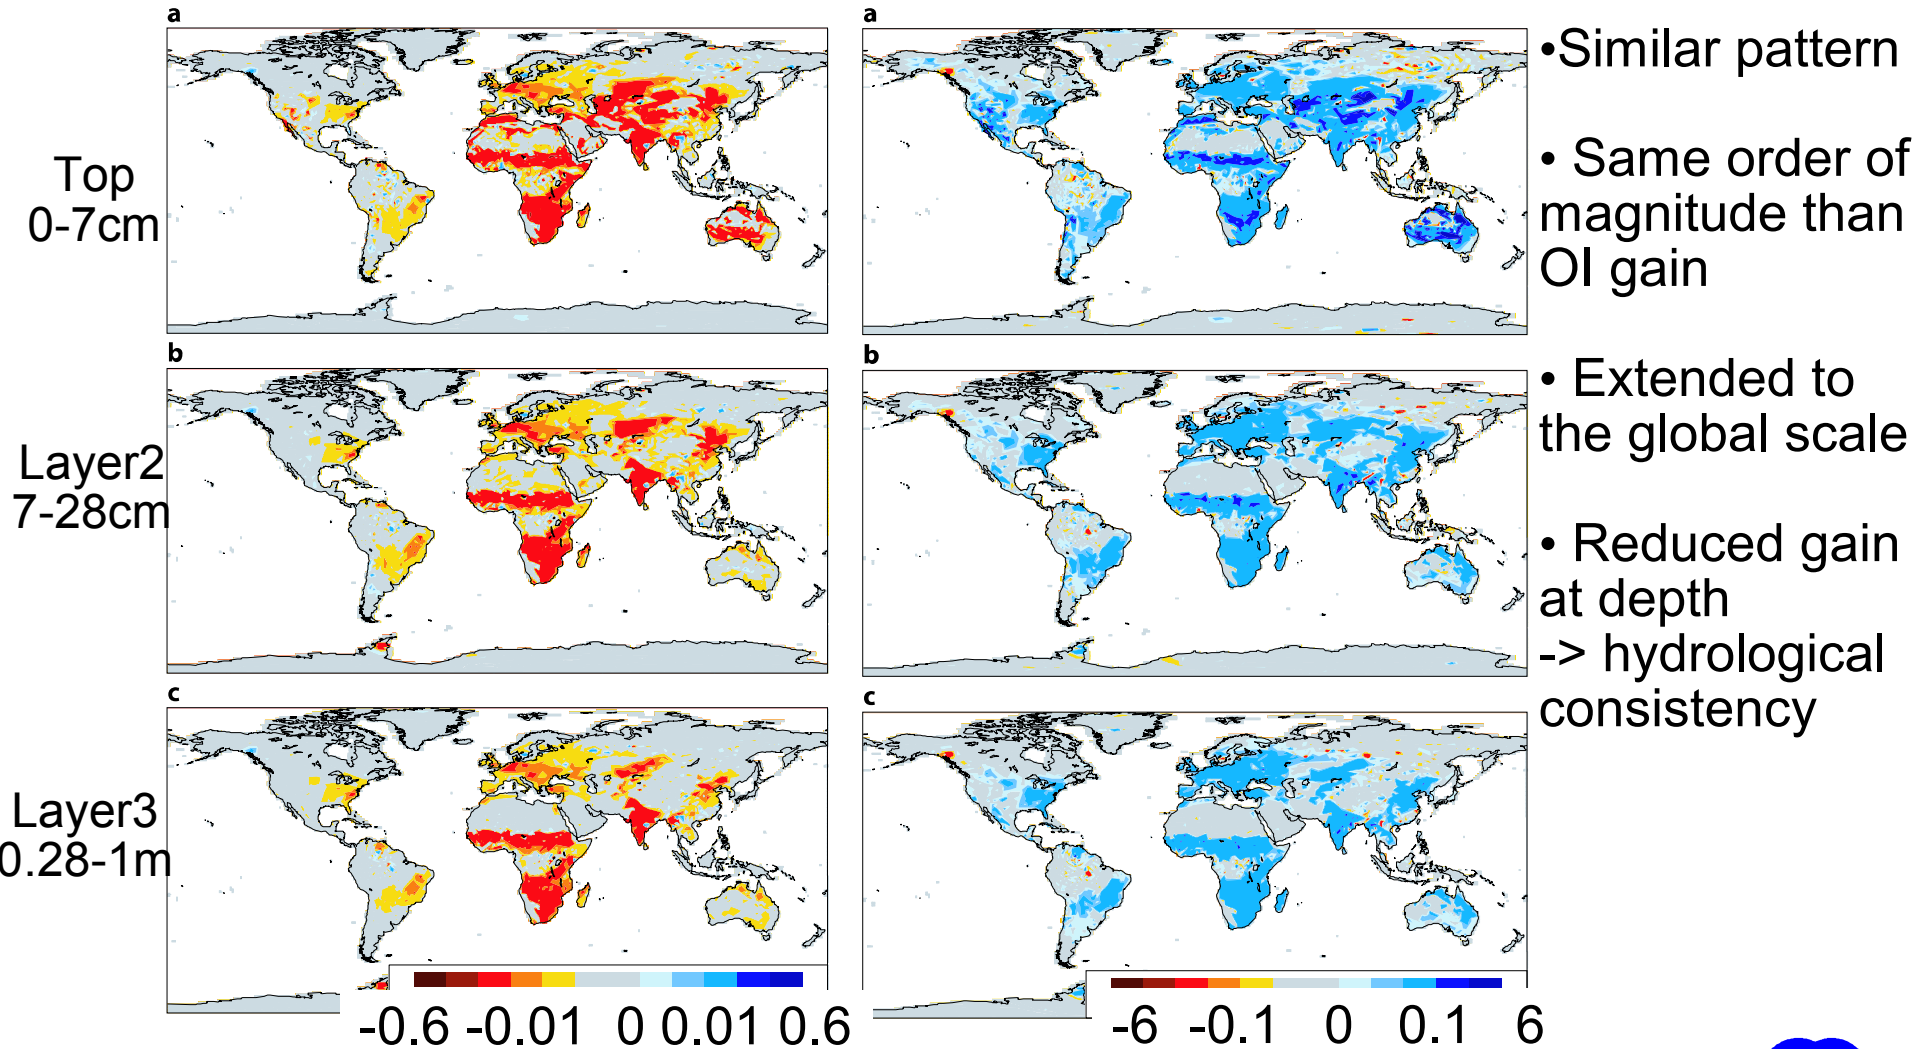 a
a
Top
0-7cm
b
b
Layer2
7-28cm
c
c
Layer3
0.28-1m
-0.6 -0.01 0 0.01 0.6
-6 -0.1 0 0.1 6
•Similar pattern
• Same order of
magnitude than
OI gain
• Extended to
the global scale
• Reduced gain
at depth
-> hydrological
consistency